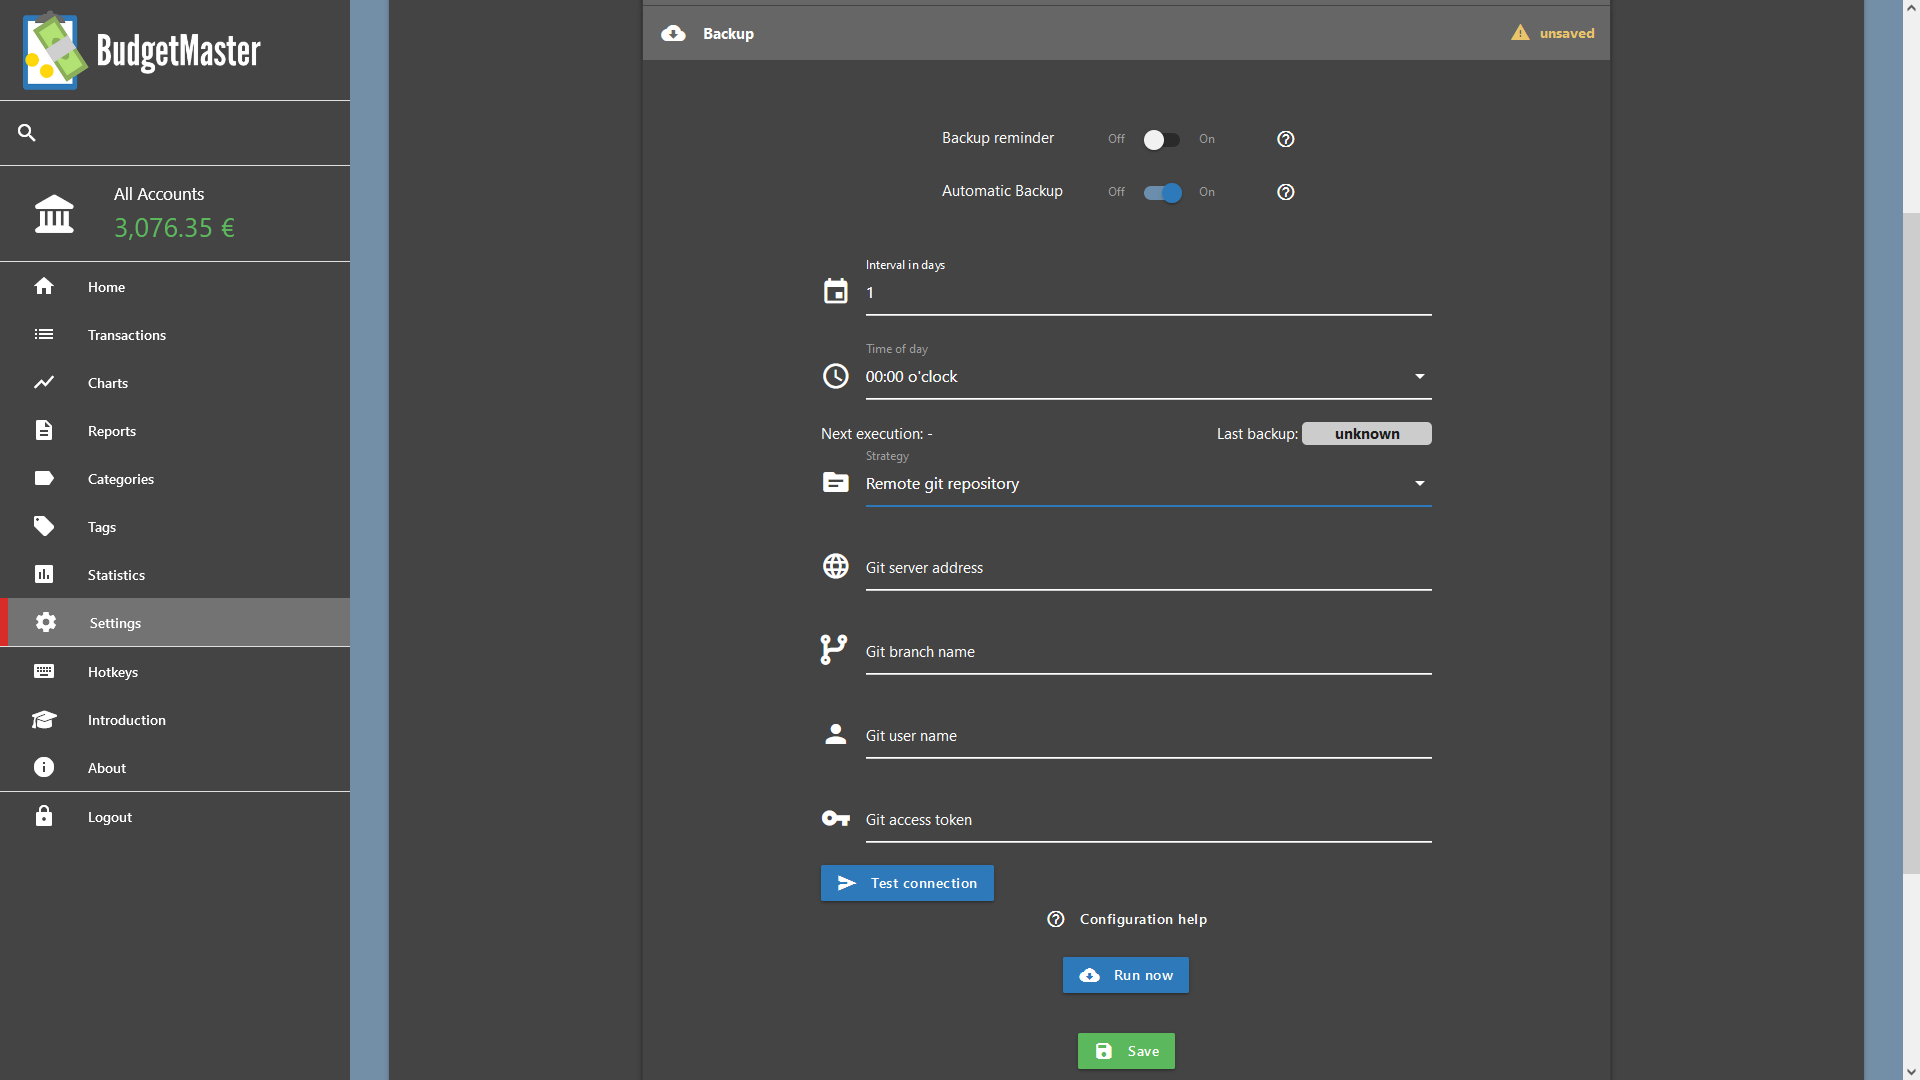 BudgetMaster
All Accounts
3,076.35 €
Home
Transactions
Charts
Reports
Categories
Tags
Statistics
Settings
Hotkeys
Introduction
About
Logout
Backup
unsaved
Backup reminder Off On
Automatic Backup Off On
Interval in days
1
Time of day
00:00 o'clock
Next execution: - Last backup: unknown
Strategy
Remote git repository
Git server address
Git branch name
Git user name
Git access token
Test connection
Configuration help
Run now
Save